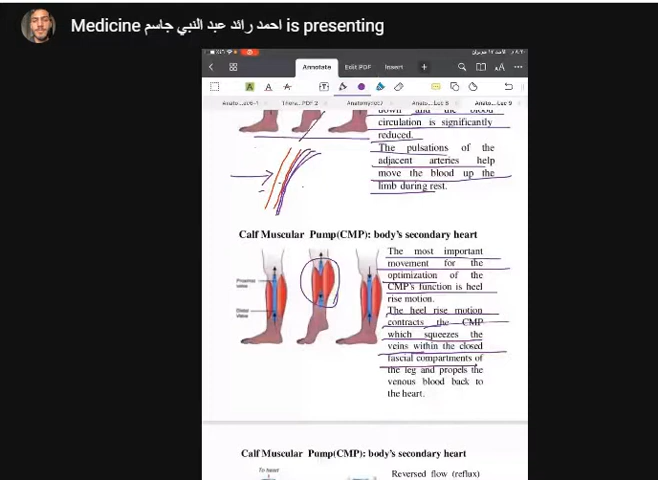 Medicine احمد رائد عبد النبي جاسم is presenting
Annotate
Edit PDF
Insert
circulation is significantly
reduced.
The pulsations of the
adjacent arteries help
move the blood up the
limb during rest.
Calf Muscular Pump(CMP): body's secondary heart
Proximal
valve
Distal
Valve
The most important
movement for the
optimization of the
CMP's function is heel
rise motion.
The heel rise motion
contracts the CMP
which squeezes the
veins within the closed
fascial compartments of
the leg and propels the
venous blood back to
the heart.
Calf Muscular Pump(CMP): body's secondary heart
To heart
Reversed flow (reflux)